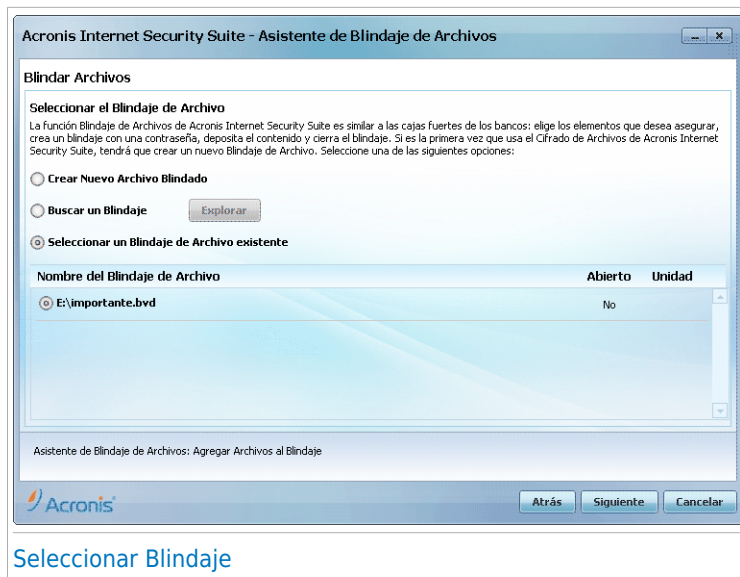 Acronis Internet Security Suite - Asistente de Blindaje de Archivos
Blindar Archivos
Seleccionar el Blindaje de Archivo
La función Blindaje de Archivos de Acronis Internet Security Suite es similar a las cajas fuertes de los bancos: elige los elementos que desea asegurar,
crea un blindaje con una contraseña, deposita el contenido y cierra el blindaje. Si es la primera vez que usa el Cifrado de Archivos de Acronis Internet
Security Suite, tendrá que crear un nuevo Blindaje de Archivo. Seleccione una de las siguientes opciones:
Crear Nuevo Archivo Blindado
Buscar un Blindaje Explorar
Seleccionar un Blindaje de Archivo existente
Nombre del Blindaje de Archivo Abierto Unidad
E:\importante.bvd No
Asistente de Blindaje de Archivos: Agregar Archivos al Blindaje
Acronis Atrás Siguiente Cancelar
Seleccionar Blindaje